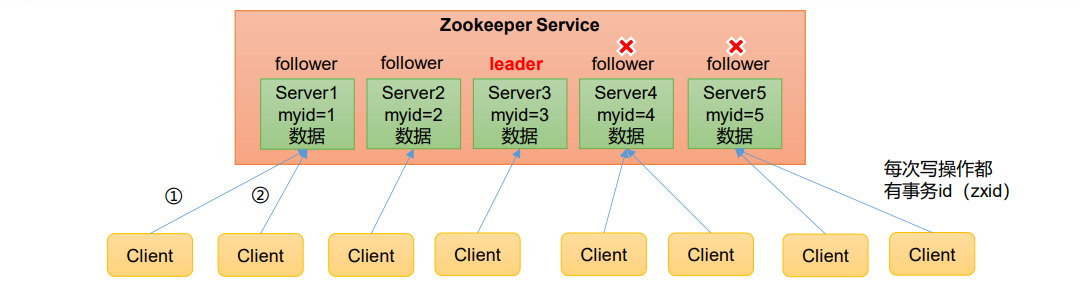 Zookeeper Service
follower
follower
leader
follower
follower
Server1
myid=1
数据
Server2
myid=2
数据
Server3
myid=3
数据
Server4
myid=4
数据
Server5
myid=5
数据
每次写操作都
有事务id（zxid）
①
②
Client
Client
Client
Client
Client
Client
Client
Client